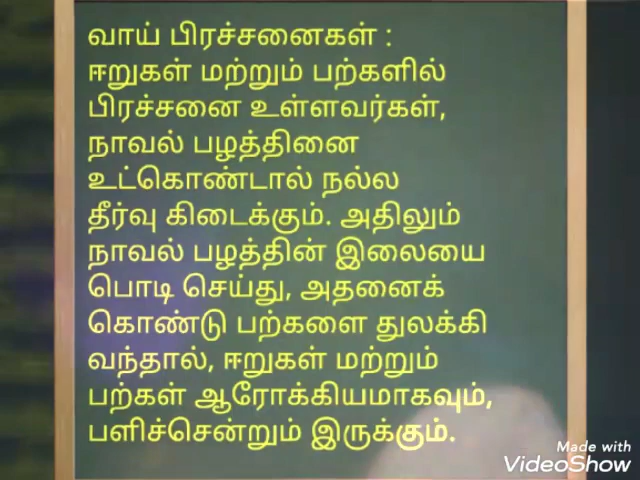 வாய் பிரச்சனைகள் :
ஈறுகள் மற்றும் பற்களில்
பிரச்சனை உள்ளவர்கள்,
நாவல் பழத்தினை
உட்கொண்டால் நல்ல
தீர்வு கிடைக்கும். அதிலும்
நாவல் பழத்தின் இலையை
பொடி செய்து, அதனைக்
கொண்டு பற்களை துலக்கி
வந்தால், ஈறுகள் மற்றும்
பற்கள் ஆரோக்கியமாகவும்,
பளிச்சென்றும் இருக்கும்.
Made with
VideoShow